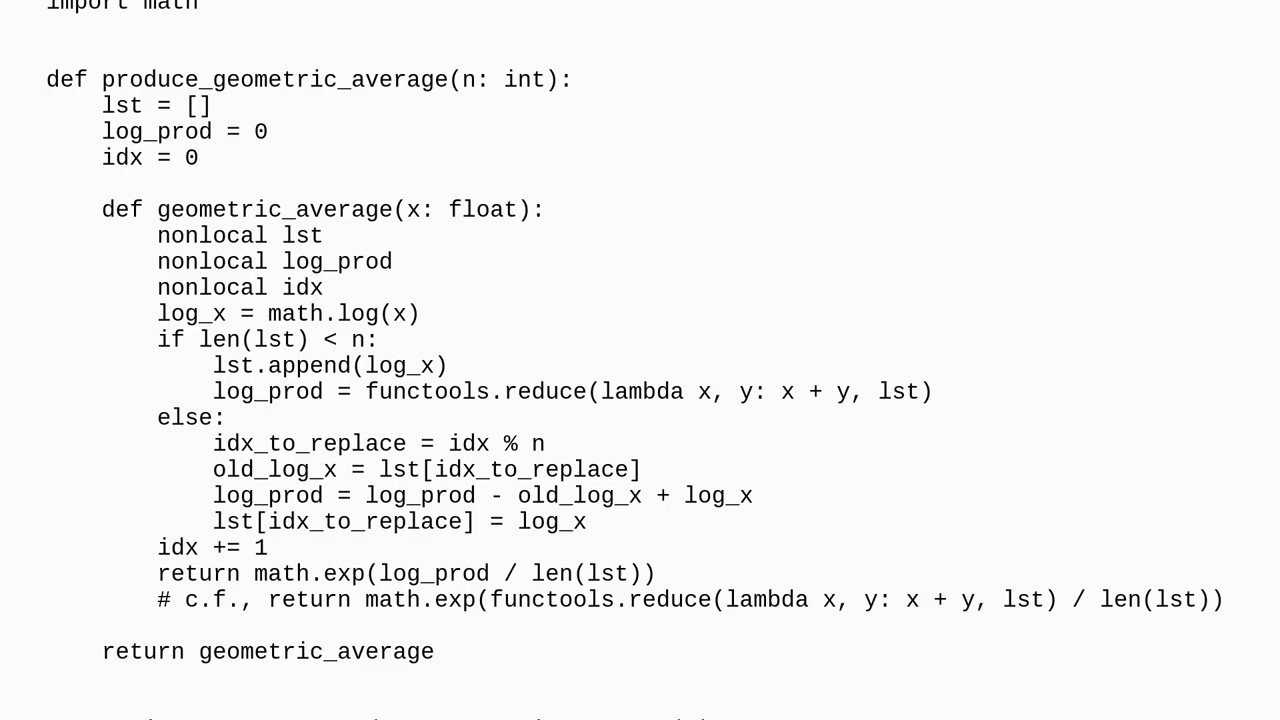 import math
def produce_geometric_average(n: int):
    lst = []
    log_prod = 0
    idx = 0
    def geometric_average(x: float):
        nonlocal lst
        nonlocal log_prod
        nonlocal idx
        log_x = math.log(x)
        if len(lst) < n:
            lst.append(log_x)
            log_prod = functools.reduce(lambda x, y: x + y, lst)
        else:
            idx_to_replace = idx % n
            old_log_x = lst[idx_to_replace]
            log_prod = log_prod - old_log_x + log_x
            lst[idx_to_replace] = log_x
        idx += 1
        return math.exp(log_prod / len(lst))
        # c.f., return math.exp(functools.reduce(lambda x, y: x + y, lst) / len(lst))
    return geometric_average